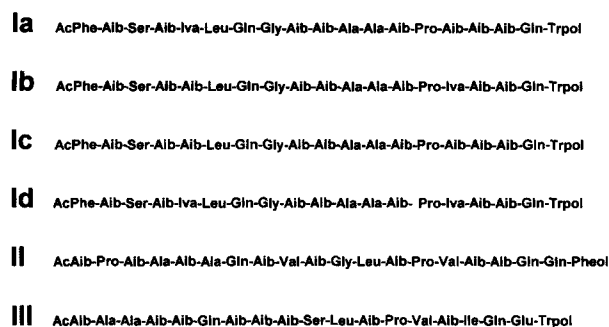 Ia AcPhe-Aib-Ser-Aib-Iva-Leu-Gln-Gly-Aib-Aib-Ala-Ala-Aib-Pro-Aib-Aib-Aib-Gln-Trpol
Ib AcPhe-Aib-Ser-Aib-Aib-Leu-Gln-Gly-Aib-Aib-Ala-Ala-Aib-Pro-Iva-Aib-Aib-Gln-Trpol
Ic AcPhe-Aib-Ser-Aib-Aib-Leu-Gln-Gly-Aib-Aib-Ala-Ala-Aib-Pro-Aib-Aib-Aib-Gln-Trpol
Id AcPhe-Aib-Ser-Aib-Iva-Leu-Gln-Gly-Aib-Aib-Ala-Ala-Aib- Pro-Iva-Aib-Aib-Gln-Trpol
II AcAib-Pro-Aib-Ala-Aib-Ala-Gln-Aib-Val-Aib-Gly-Leu-Aib-Pro-Val-Aib-Aib-Gln-Gln-Pheol
III AcAib-Ala-Ala-Aib-Aib-Gln-Aib-Aib-Aib-Ser-Leu-Aib-Pro-Val-Aib-Ile-Gln-Glu-Trpol